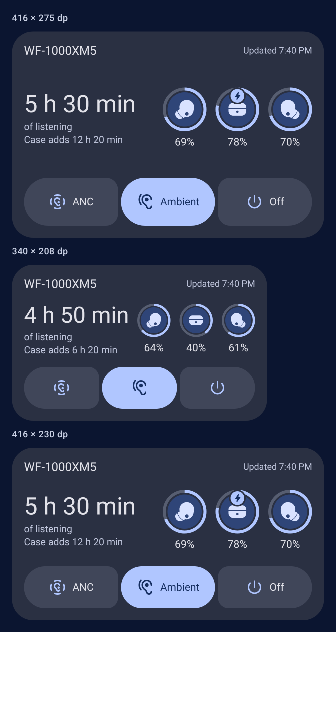 416 × 275 dp
WF-1000XM5
Updated 7:40 PM
5 h 30 min
of listening
Case adds 12 h 20 min
69%
78%
70%
ANC
Ambient
Off
340 × 208 dp
WF-1000XM5
Updated 7:40 PM
4 h 50 min
of listening
Case adds 6 h 20 min
64%
40%
61%
416 × 230 dp
WF-1000XM5
Updated 7:40 PM
5 h 30 min
of listening
Case adds 12 h 20 min
69%
78%
70%
ANC
Ambient
Off